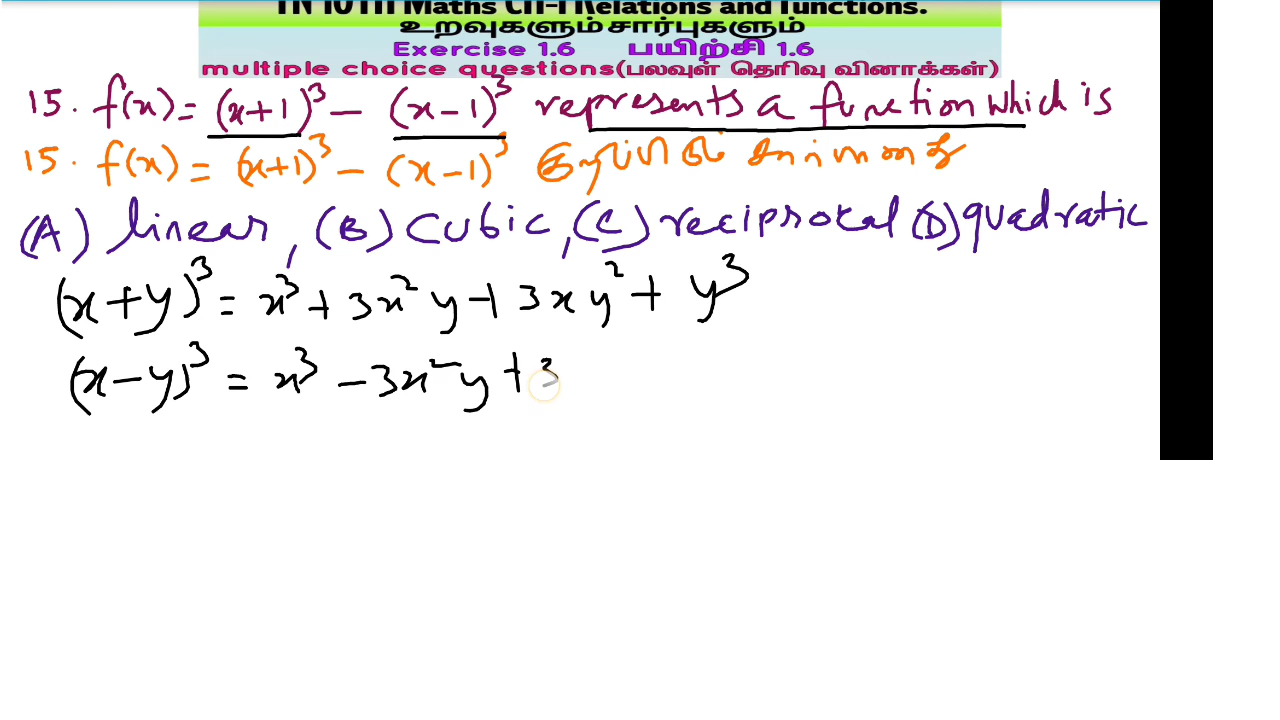 TN 10TH Maths CH-1 Relations and functions.
உறவுகளும் சார்புகளும்
Exercise 1.6 பயிற்சி 1.6
multiple choice questions(பலவுள் தெரிவு வினாக்கள்)
15. f(x) = (x+1)³ - (x-1)³ represents a function which is
15. f(x) = (x+1)³ - (x-1)³ குறிப்பிடும் சார்பானது
(A) linear, (B) cubic, (C) reciprocal (D) quadratic
(x+y)³ = x³ + 3x²y + 3xy² + y³
(x-y)³ = x³ - 3x²y + 3